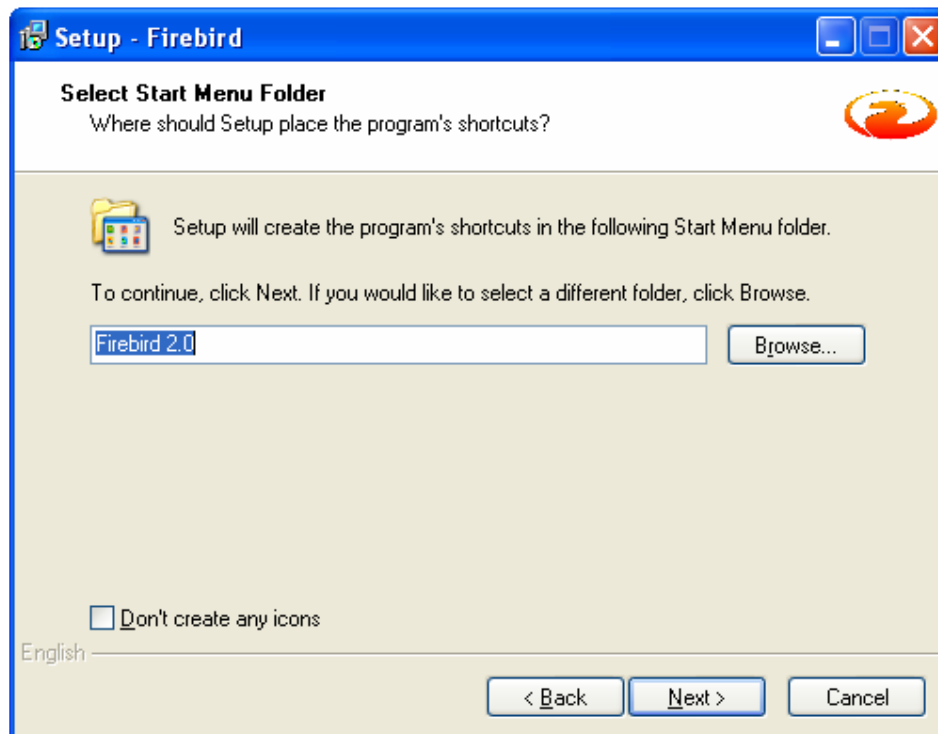 Setup - Firebird
Select Start Menu Folder
Where should Setup place the program's shortcuts?
Setup will create the program's shortcuts in the following Start Menu folder.
To continue, click Next. If you would like to select a different folder, click Browse.
Firebird 2.0
Browse...
Don't create any icons
English
< Back
Next >
Cancel